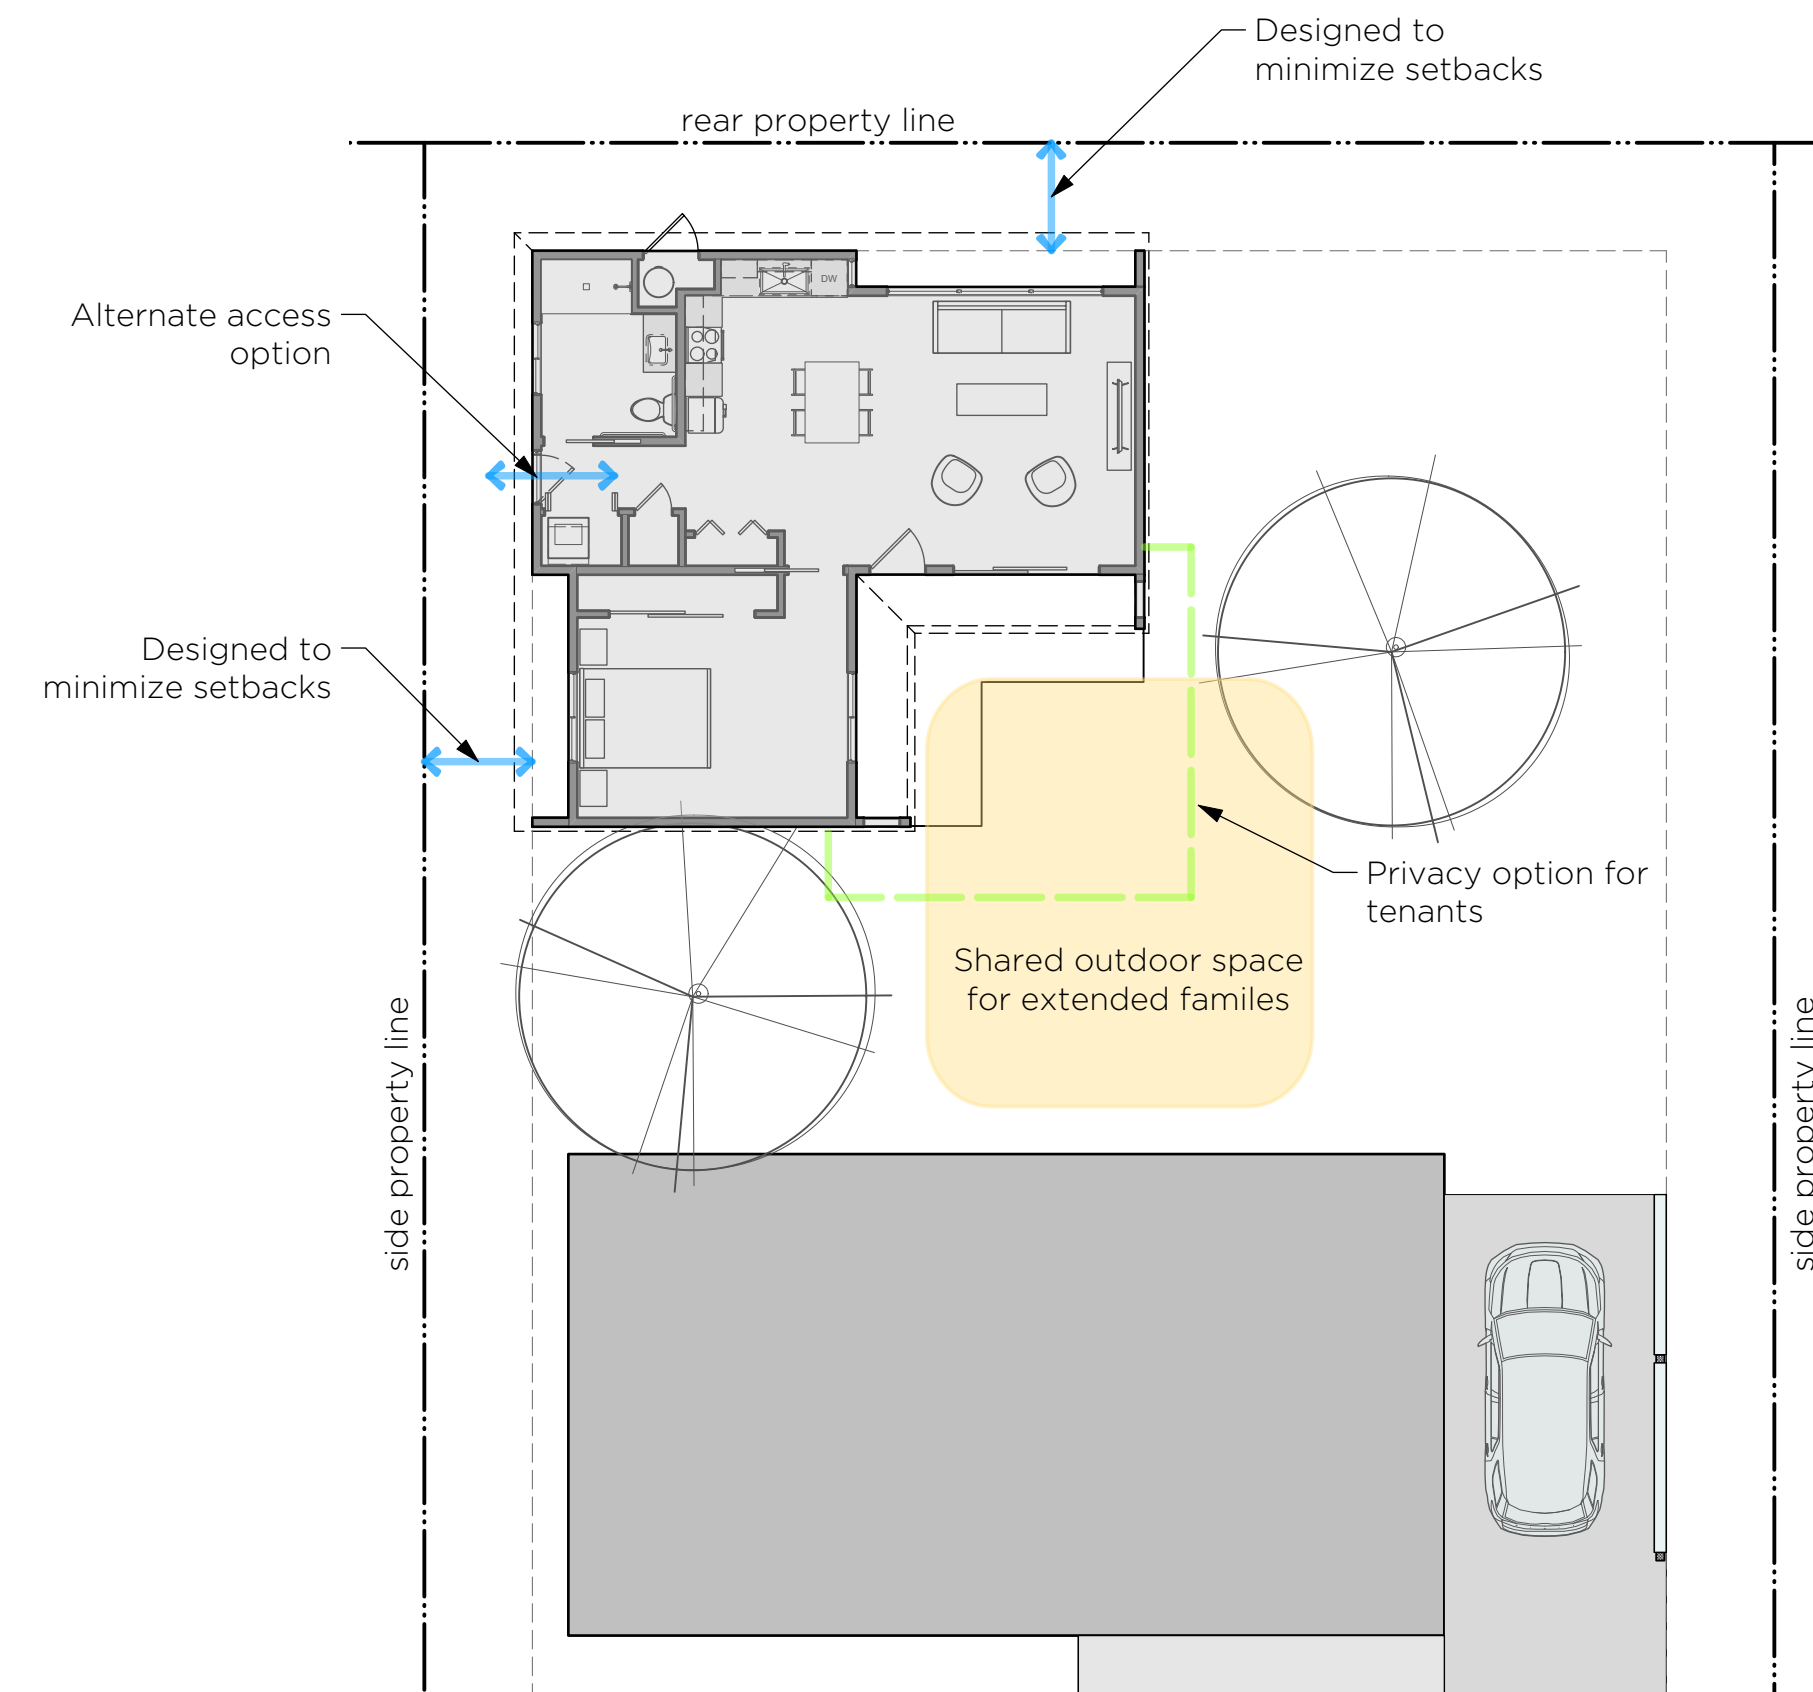 Designed to
minimize setbacks
rear property line
DW
Alternate access
option
Designed to
minimize setbacks
Privacy option for
tenants
Shared outdoor space
for extended familes
side property line
side property line